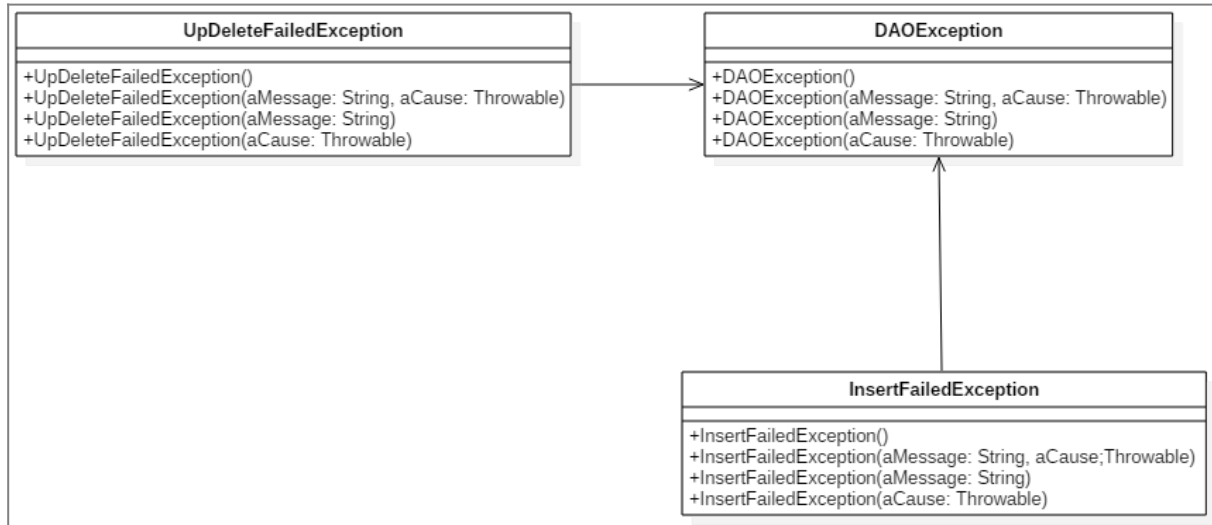 UpDeleteFailedException
+UpDeleteFailedException()
+UpDeleteFailedException(aMessage: String, aCause: Throwable)
+UpDeleteFailedException(aMessage: String)
+UpDeleteFailedException(aCause: Throwable)
DAOException
+DAOException()
+DAOException(aMessage: String, aCause: Throwable)
+DAOException(aMessage: String)
+DAOException(aCause: Throwable)
InsertFailedException
+InsertFailedException()
+InsertFailedException(aMessage: String, aCause;Throwable)
+InsertFailedException(aMessage: String)
+InsertFailedException(aCause: Throwable)